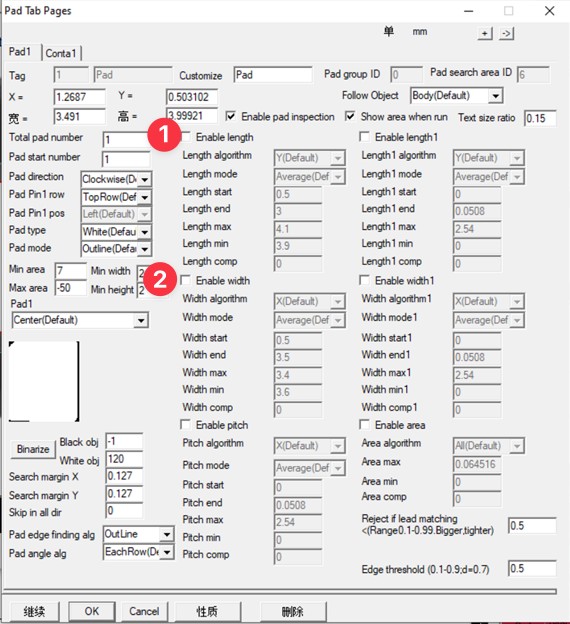 Pad Tab Pages
单 mm + ->
Pad1 Conta1
Tag 1 Pad Customize Pad Pad group ID 0 Pad search area ID 6
X = 1.2687 Y = 0.503102 Follow Object Body(Default)
宽 = 3.491 高 = 3.99921 Enable pad inspection Show area when run Text size ratio 0.15
Total pad number 1 1 Enable length Enable length1
Pad start number 1 Length algorithm Y(Default) Length1 algorithm Y(Default)
Pad direction Clockwise(De Length mode Average(Def Length1 mode Average(Def
Pad Pin1 row TopRow(Def Length start 0.5 Length1 start 0
Pad Pin1 pos Left(Default) Length end 3 Length1 end 0.0508
Pad type White(Defau Length max 4.1 Length1 max 2.54
Pad mode Outline(Defau Length min 3.9 Length1 min 0
Length comp 0 Length1 comp 0
Min area 7 Min width 2 2 Enable width Enable width1
Max area -50 Min height 2 Width algorithm X(Default) Width algorithm1 X(Default)
Pad1
Center(Default) Width mode Average(Def Width mode1 Average(Def
Width start 0.5 Width start1 0
Width end 3.5 Width end1 0.0508
Width max 3.4 Width max1 2.54
Width min 3.6 Width min1 0
Width comp 0 Width comp1 0
Enable pitch Enable area
Binarize Black obj -1 Pitch algorithm X(Default) Area algorithm All(Default)
White obj 120 Pitch mode Average(Def Area max 0.064516
Search margin X 0.127 Pitch start 0 Area min 0
Search margin Y 0.127 Pitch end 0.0508 Area comp 0
Skip in all dir 0 Pitch max 2.54 Reject if lead matching
<(Range0.1-0.99.Bigger,tighter) 0.5
Pad edge finding alg OutLine Pitch min 0
Pad angle alg EachRow(De Pitch comp 0 Edge threshold (0.1-0.9;d=0.7) 0.5
继续 OK Cancel 性质 刪除